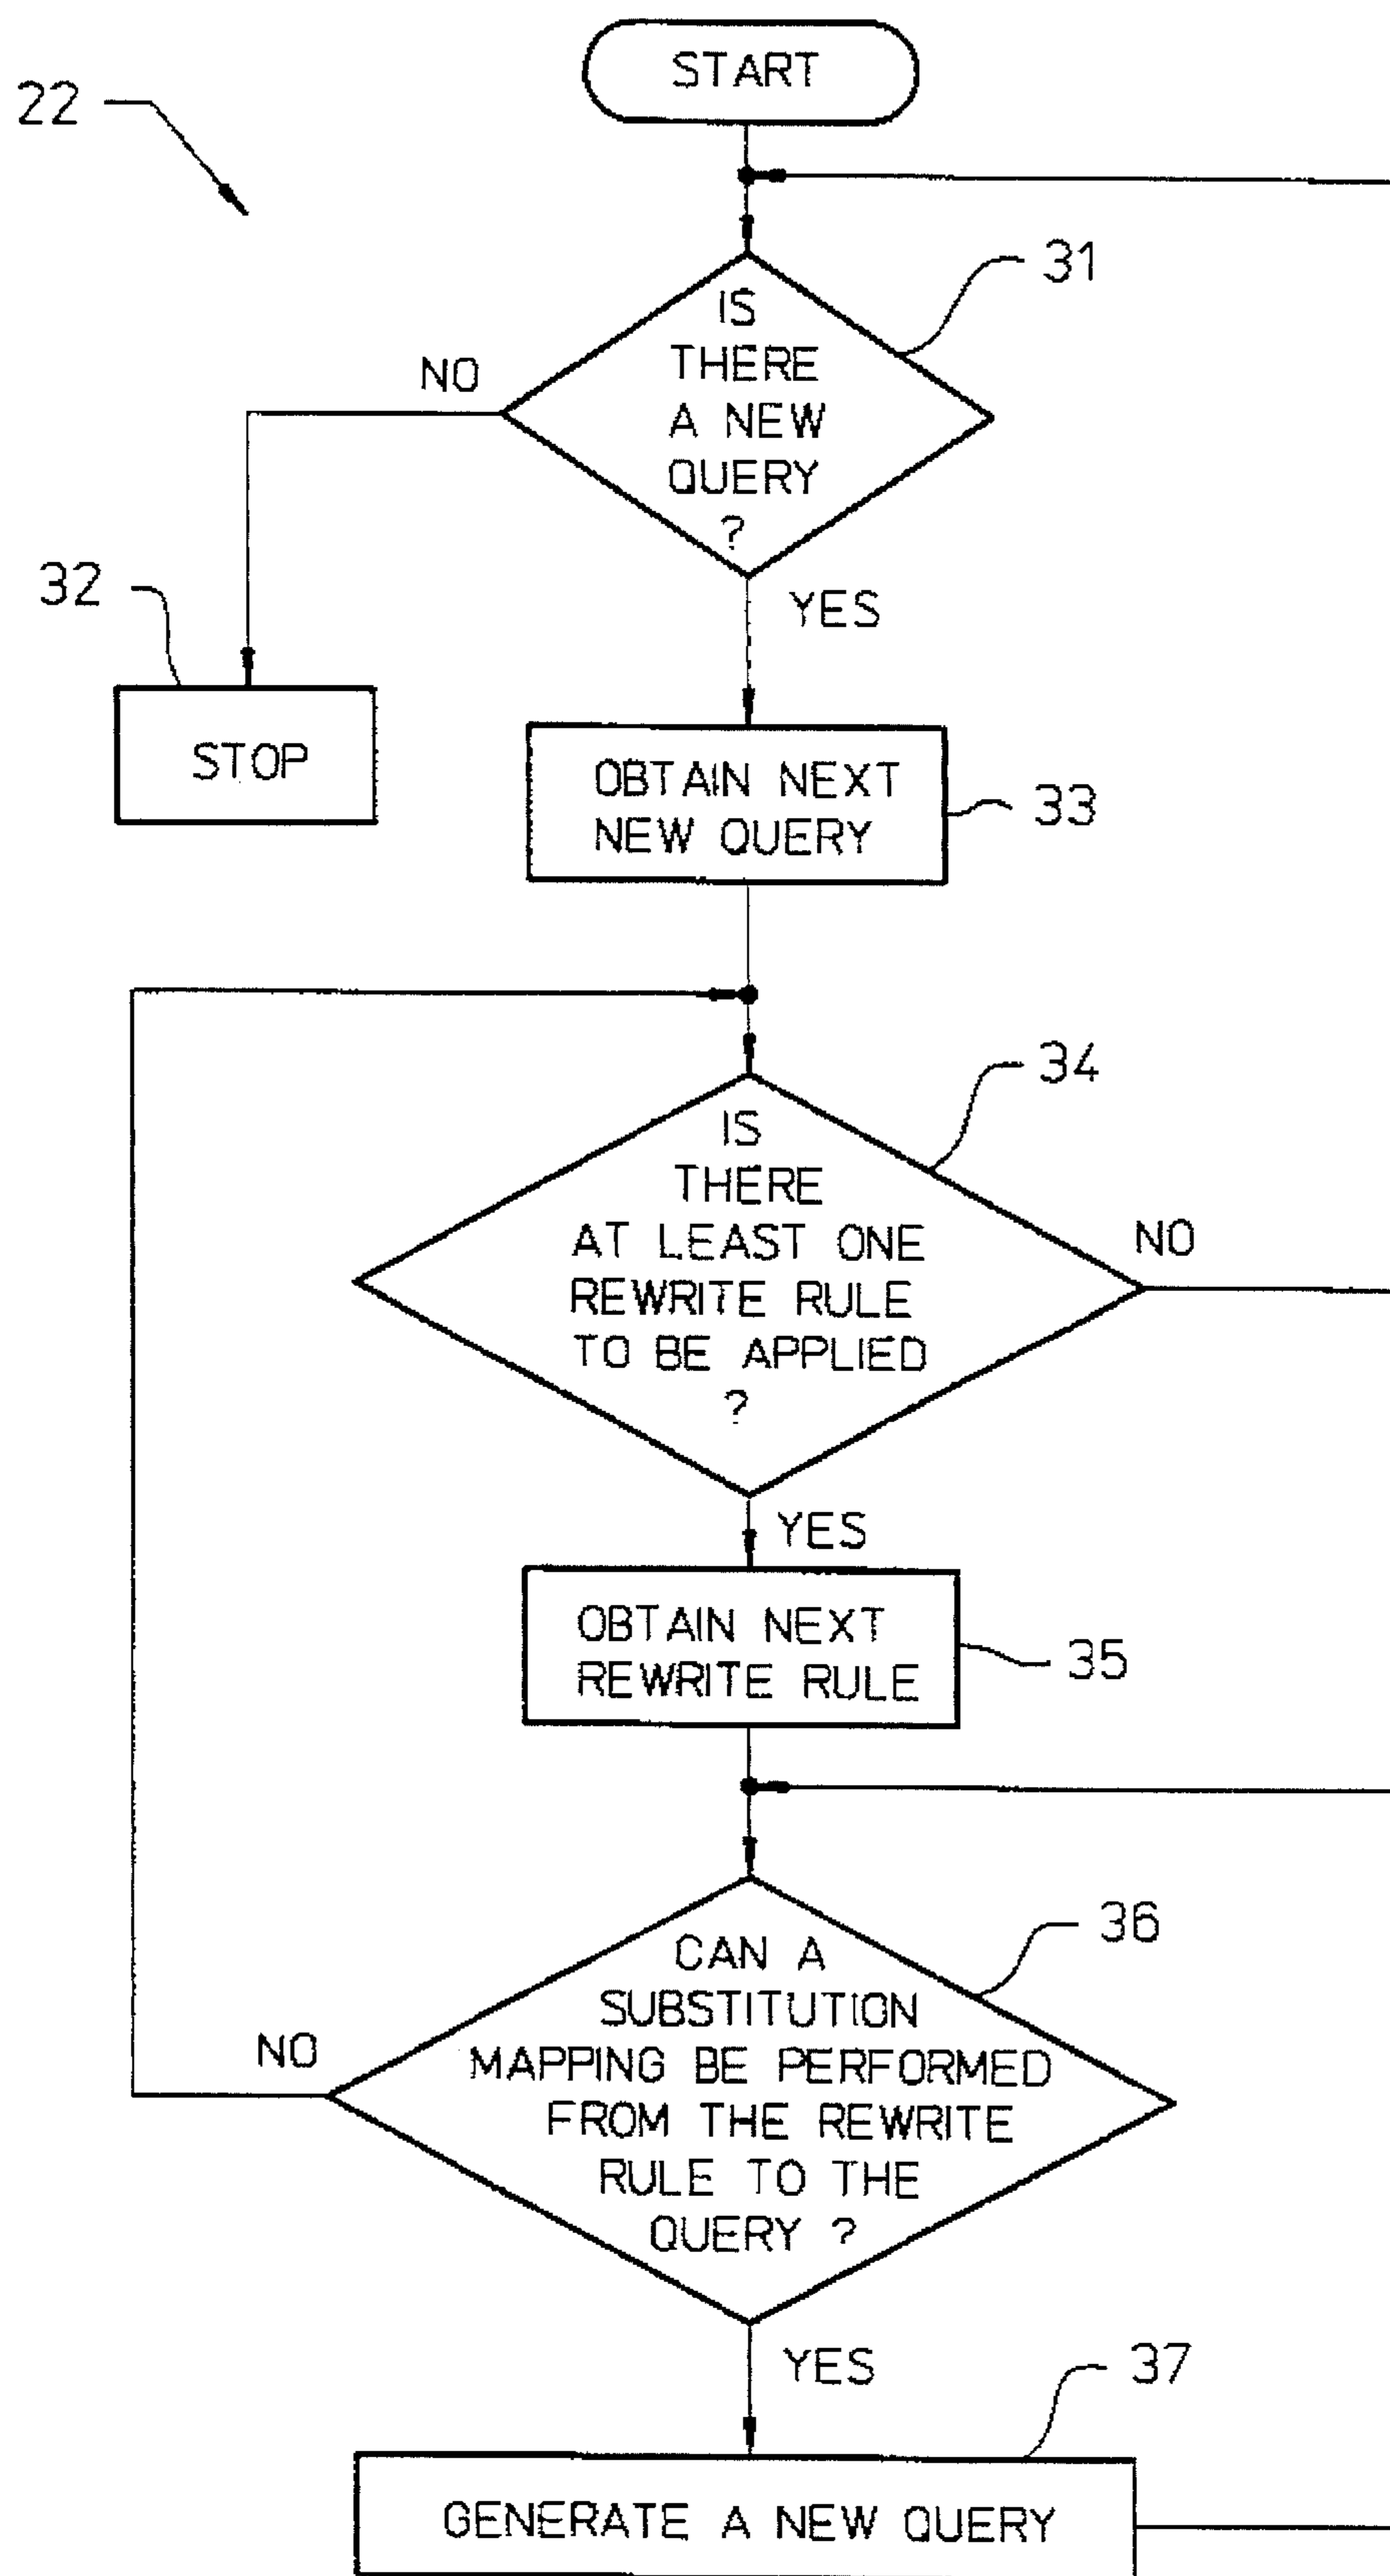 START
22
31
IS
THERE
A NEW
QUERY
?
NO
YES
32
STOP
OBTAIN NEXT
NEW QUERY
33
34
IS
THERE
AT LEAST ONE
REWRITE RULE
TO BE APPLIED
?
NO
YES
OBTAIN NEXT
REWRITE RULE
35
36
CAN A
SUBSTITUTION
MAPPING BE PERFORMED
FROM THE REWRITE
RULE TO THE
QUERY ?
NO
YES
37
GENERATE A NEW QUERY